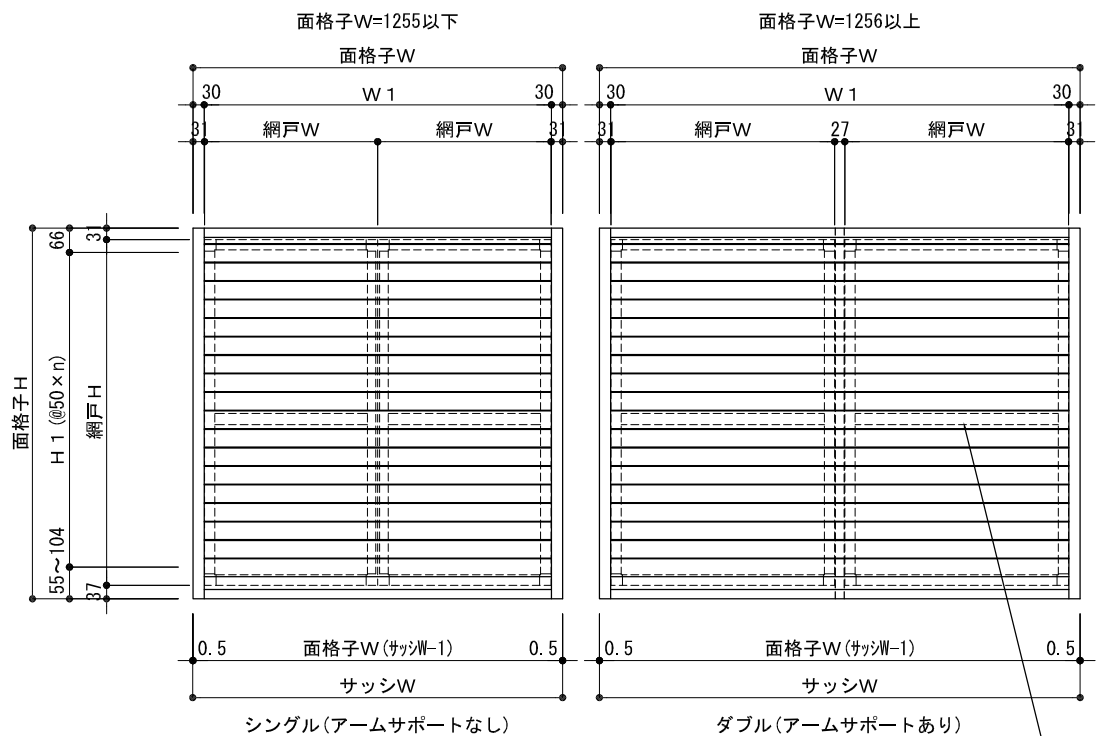 面格子W=1255以下
面格子W=1256以上
面格子W
面格子W
30 W1 30
30 W1 30
31 網戸W 網戸W 31
31 網戸W 27 網戸W 31
面格子H
66
H1(@50×n)
55~104
31
網戸H
37
0.5 面格子W(サッシW-1) 0.5
0.5 面格子W(サッシW-1) 0.5
サッシW
サッシW
シングル(アームサポートなし)
ダブル(アームサポートあり)